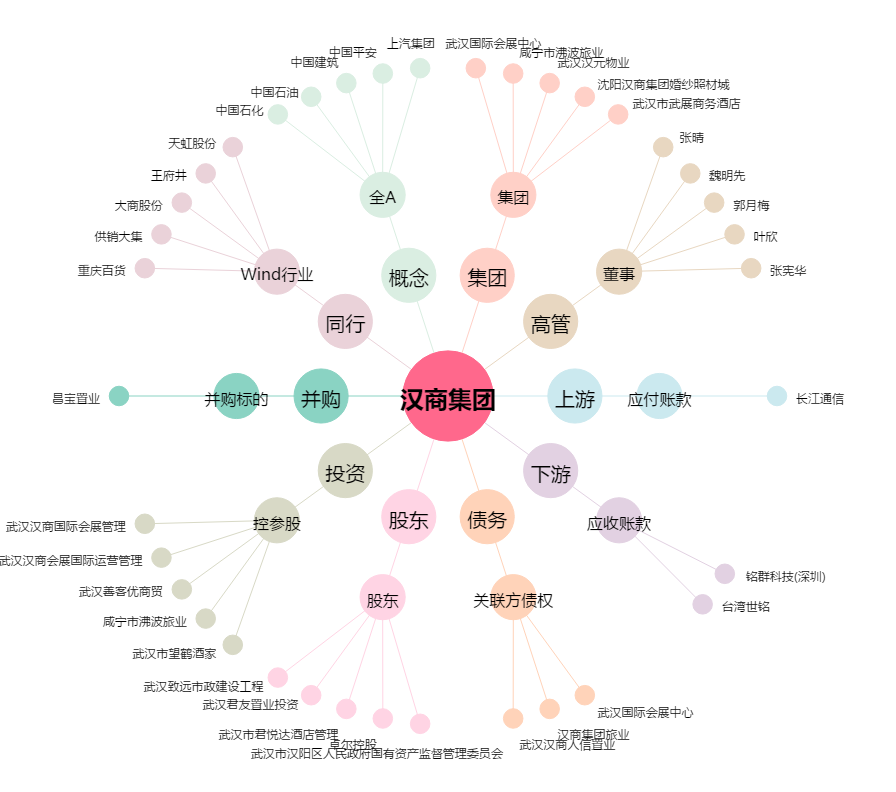 上汽集团
中国平安
中国建筑
中国石油
中国石化
全A
概念
武汉国际会展中心
咸宁市沸波旅业
武汉汉元物业
沈阳汉商集团婚纱照材城
武汉市武展商务酒店
集团
集团
天虹股份
王府井
大商股份
供销大集
重庆百货
Wind行业
同行
张晴
魏明先
郭月梅
叶欣
张宪华
董事
高管
昌宝置业
并购标的
并购
汉商集团
上游
应付账款
长江通信
投资
控参股
武汉汉商国际会展管理
武汉汉商会展国际运营管理
武汉善客优商贸
咸宁市沸波旅业
武汉市望鹤酒家
下游
应收账款
铭群科技(深圳)
台湾世铭
股东
股东
武汉致远市政建设工程
武汉君友置业投资
武汉市君悦达酒店管理
卓尔控股
武汉市汉阳区人民政府国有资产监督管理委员会
债务
关联方债权
武汉国际会展中心
汉商集团旅业
武汉汉商人信置业